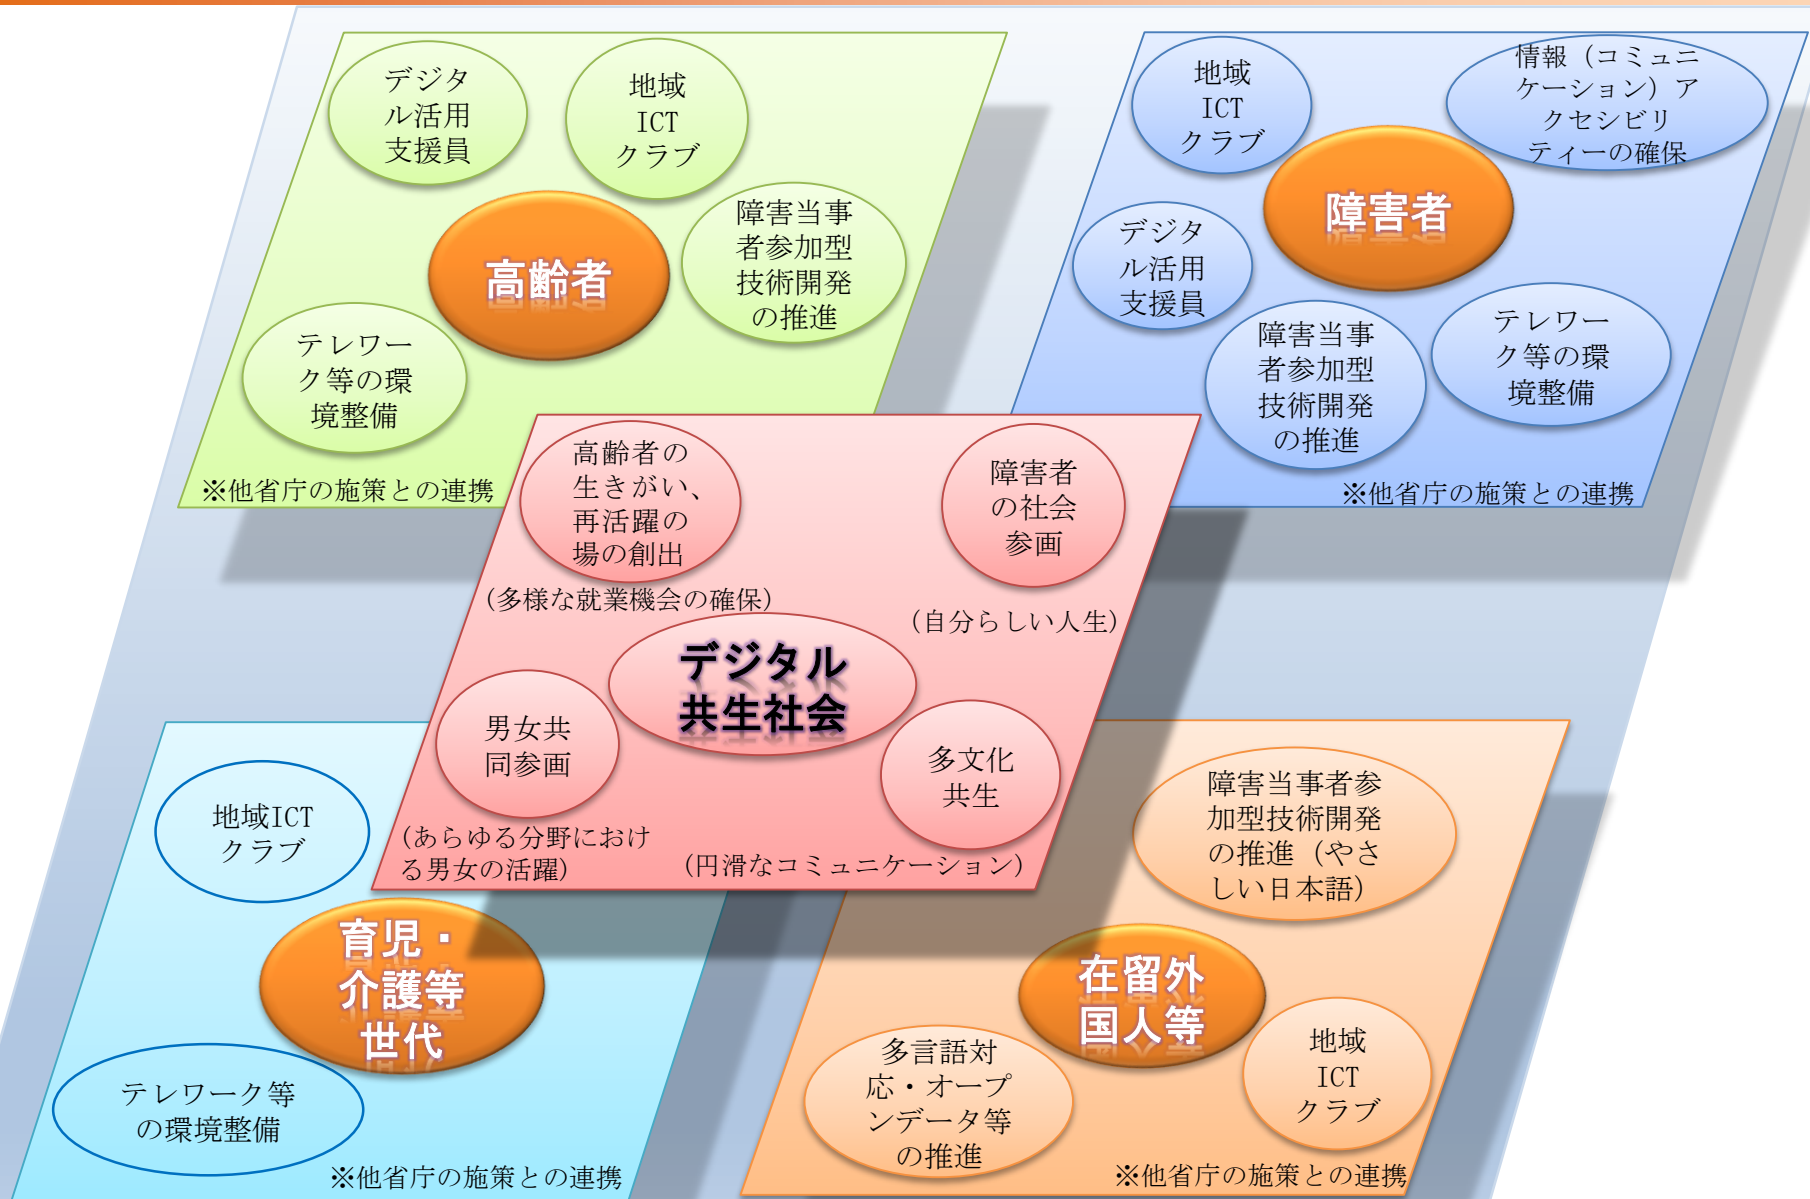 デジタ
ル活用
支援員
地域
ICT
クラブ
高齢者
障害当事
者参加型
技術開発
の推進
テレワー
ク等の環
境整備
※他省庁の施策との連携
地域
ICT
クラブ
情報（コミュニ
ケーション）ア
クセシビリ
ティーの確保
障害者
デジタ
ル活用
支援員
障害当事
者参加型
技術開発
の推進
テレワー
ク等の環
境整備
※他省庁の施策との連携
高齢者の
生きがい、
再活躍の
場の創出
（多様な就業機会の確保）
障害者
の社会
参画
（自分らしい人生）
デジタル
共生社会
男女共
同参画
（あらゆる分野におけ
る男女の活躍）
多文化
共生
（円滑なコミュニケーション）
地域ICT
クラブ
育児・
介護等
世代
テレワーク等
の環境整備
※他省庁の施策との連携
障害当事者参
加型技術開発
の推進（やさ
しい日本語）
在留外
国人等
多言語対
応・オープ
ンデータ等
の推進
地域
ICT
クラブ
※他省庁の施策との連携